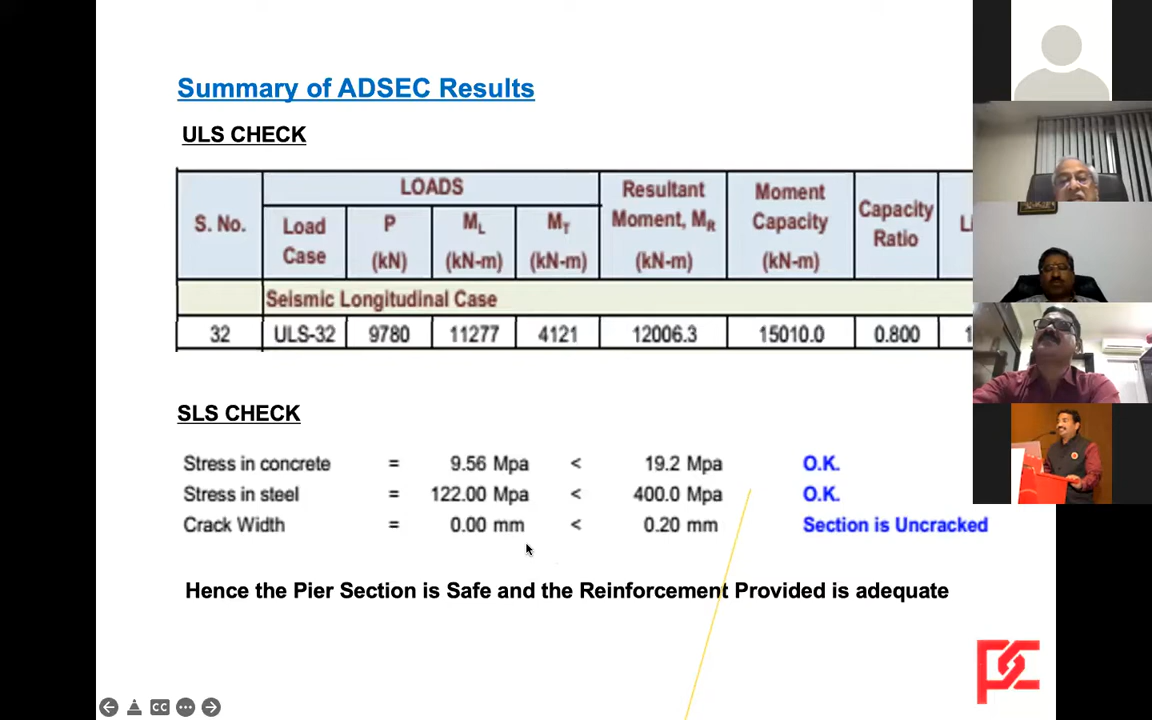 Summary of ADSEC Results
ULS CHECK
S. No. LOADS Resultant Moment, MR (kN-m) Moment Capacity (kN-m) Capacity Ratio
Load Case P (kN) ML (kN-m) MT (kN-m)
Seismic Longitudinal Case
32 ULS-32 9780 11277 4121 12006.3 15010.0 0.800
SLS CHECK
Stress in concrete = 9.56 Mpa < 19.2 Mpa O.K.
Stress in steel = 122.00 Mpa < 400.0 Mpa O.K.
Crack Width = 0.00 mm < 0.20 mm Section is Uncracked
Hence the Pier Section is Safe and the Reinforcement Provided is adequate
CC